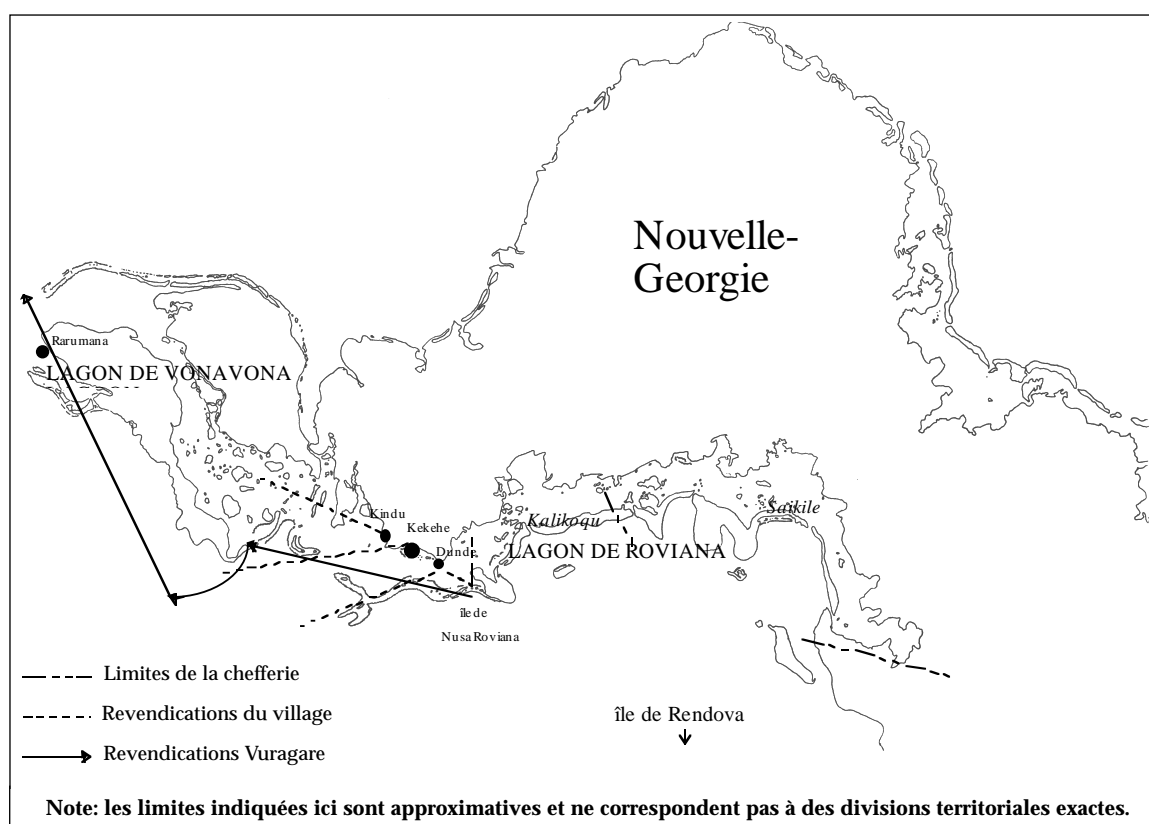 Nouvelle-
Georgie
Rarumana
LAGON DE VONAVONA
Kindu
Kekehe
Dunde
Kalikoqu
Saikile
LAGON DE ROVIANA
île de
Nusa Roviana
Limites de la chefferie
Revendications du village
Revendications Vuragare
île de Rendova
Note: les limites indiquées ici sont approximatives et ne correspondent pas à des divisions territoriales exactes.